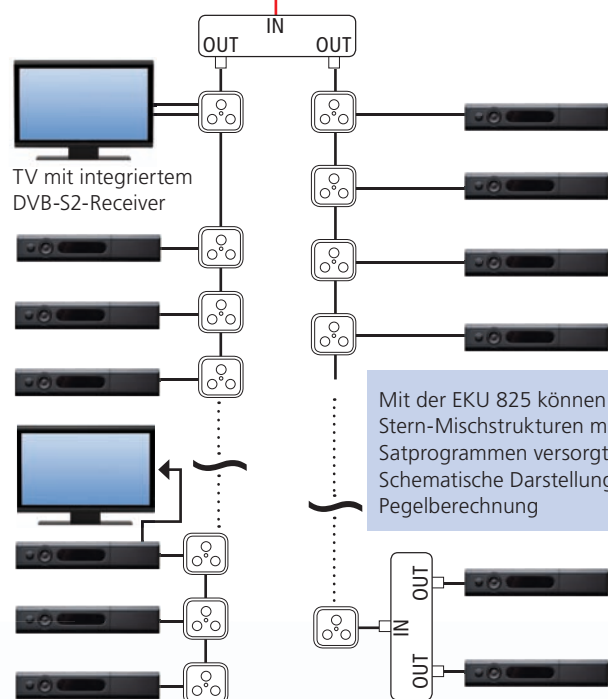 IN
OUT OUT
TV mit integriertem
DVB-S2-Receiver
Mit der EKU 825 können
Stern-Mischstrukturen
Satprogrammen versorgt
Schematische Darstellung
Pegelberechnung
OUT
IN
OUT